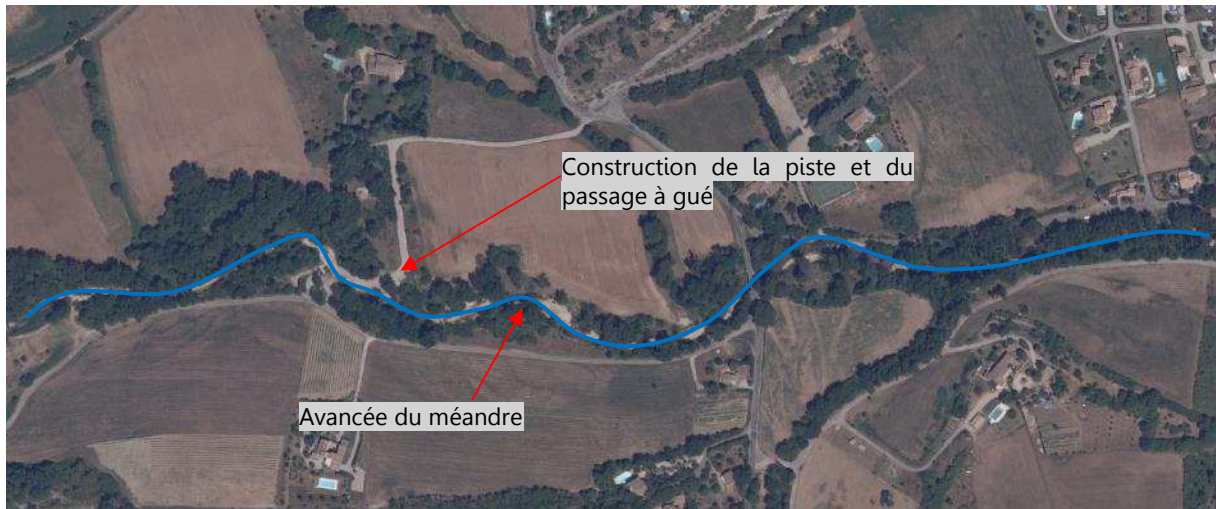 Construction de la piste et du
passage à gué
Avancée du méandre